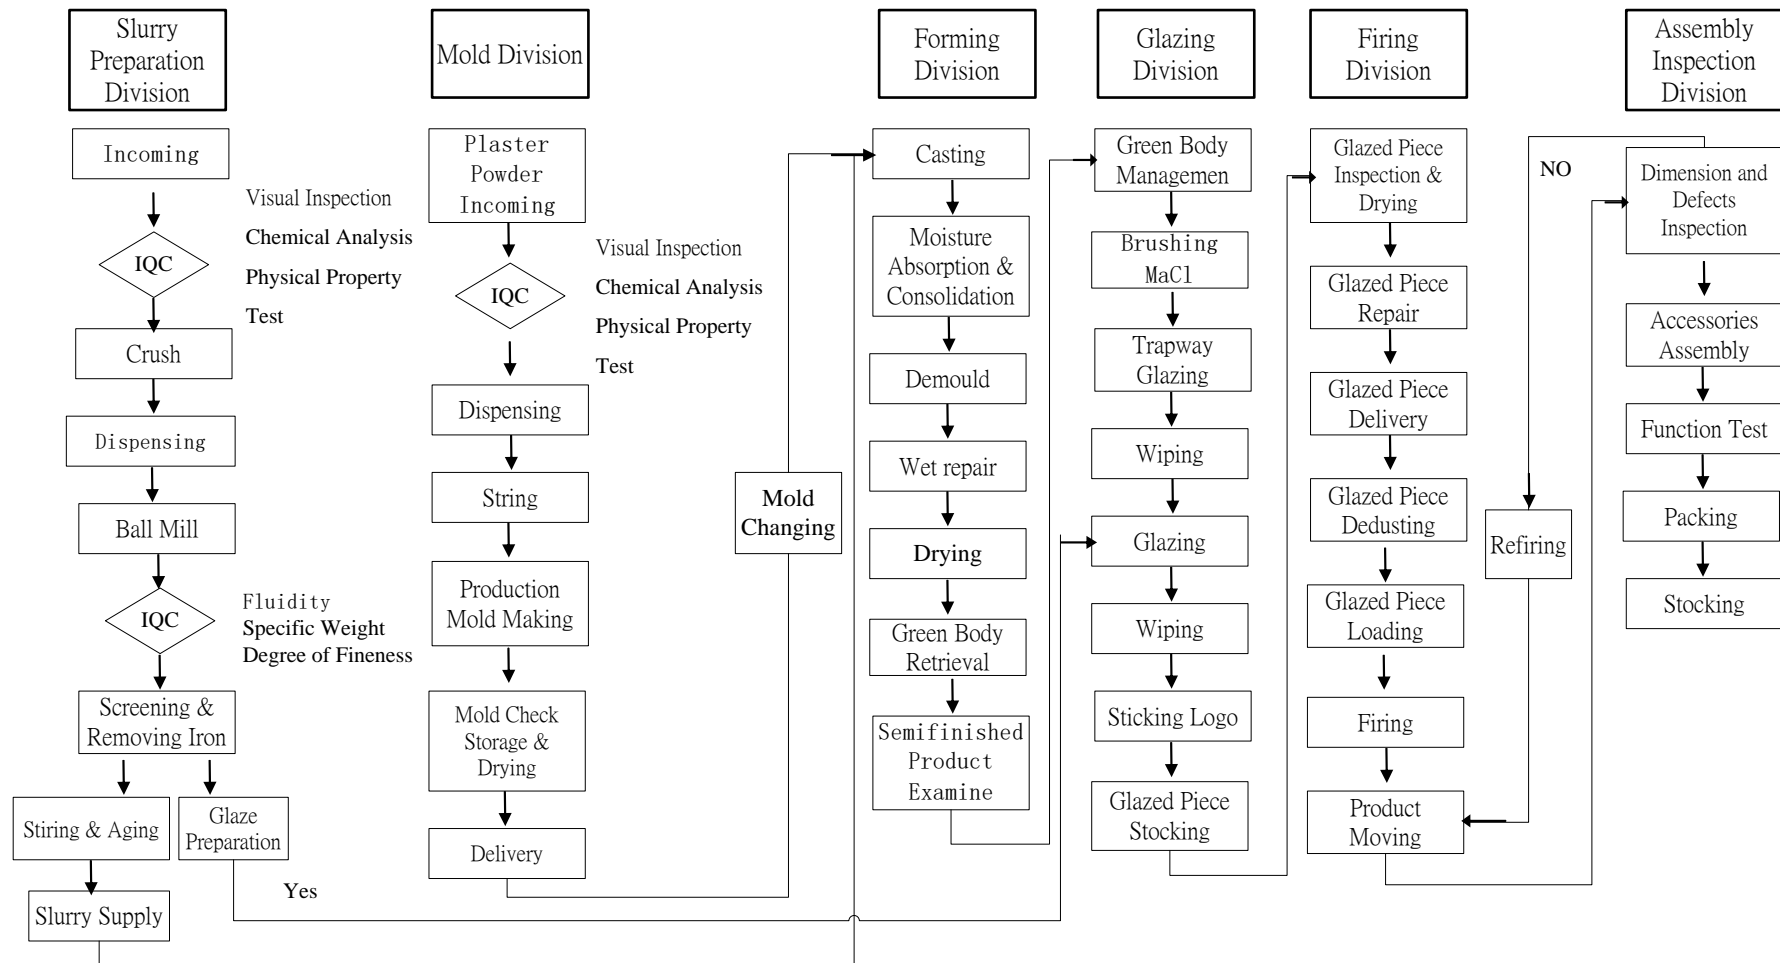 Slurry
Preparation
Division
Incoming
Visual Inspection
Chemical Analysis
IQC
Physical Property
Test
Crush
Dispensing
Ball Mill
IQC
Fluidity
Specific Weight
Degree of Fineness
Screening &
Removing Iron
Stiring & Aging
Glaze
Preparation
Yes
Slurry Supply
Mold Division
Plaster
Powder
Incoming
Visual Inspection
Chemical Analysis
IQC
Physical Property
Test
Dispensing
String
Production
Mold Making
Mold Check
Storage &
Drying
Delivery
Mold
Changing
Forming
Division
Casting
Moisture
Absorption &
Consolidation
Demould
Wet repair
Drying
Green Body
Retrieval
Semifinished
Product
Examine
Glazing
Division
Green Body
Managemen
Brushing
MaCl
Trapway
Glazing
Wiping
Glazing
Wiping
Sticking Logo
Glazed Piece
Stocking
Firing
Division
Glazed Piece
Inspection &
Drying
Glazed Piece
Repair
Glazed Piece
Delivery
Glazed Piece
Dedusting
Glazed Piece
Loading
Firing
Product
Moving
NO
Refiring
Assembly
Inspection
Division
Dimension and
Defects
Inspection
Accessories
Assembly
Function Test
Packing
Stocking